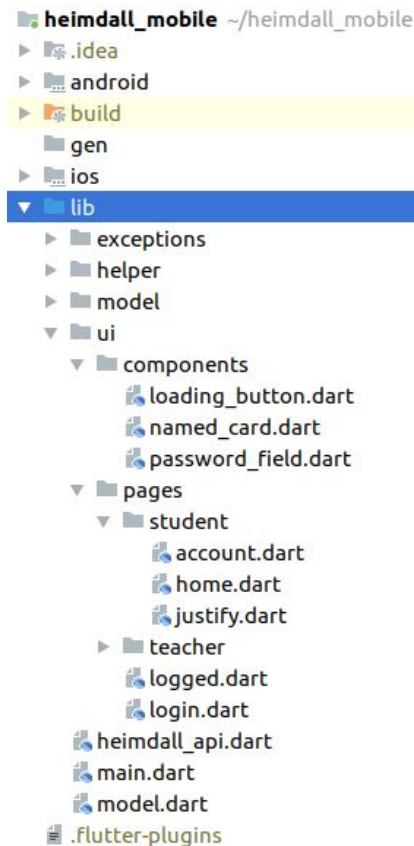 heimdall_mobile ~/heimdall_mobile
.idea
android
build
gen
ios
lib
exceptions
helper
model
ui
components
loading_button.dart
named_card.dart
password_field.dart
pages
student
account.dart
home.dart
justify.dart
teacher
logged.dart
login.dart
heimdall_api.dart
main.dart
model.dart
.flutter-plugins